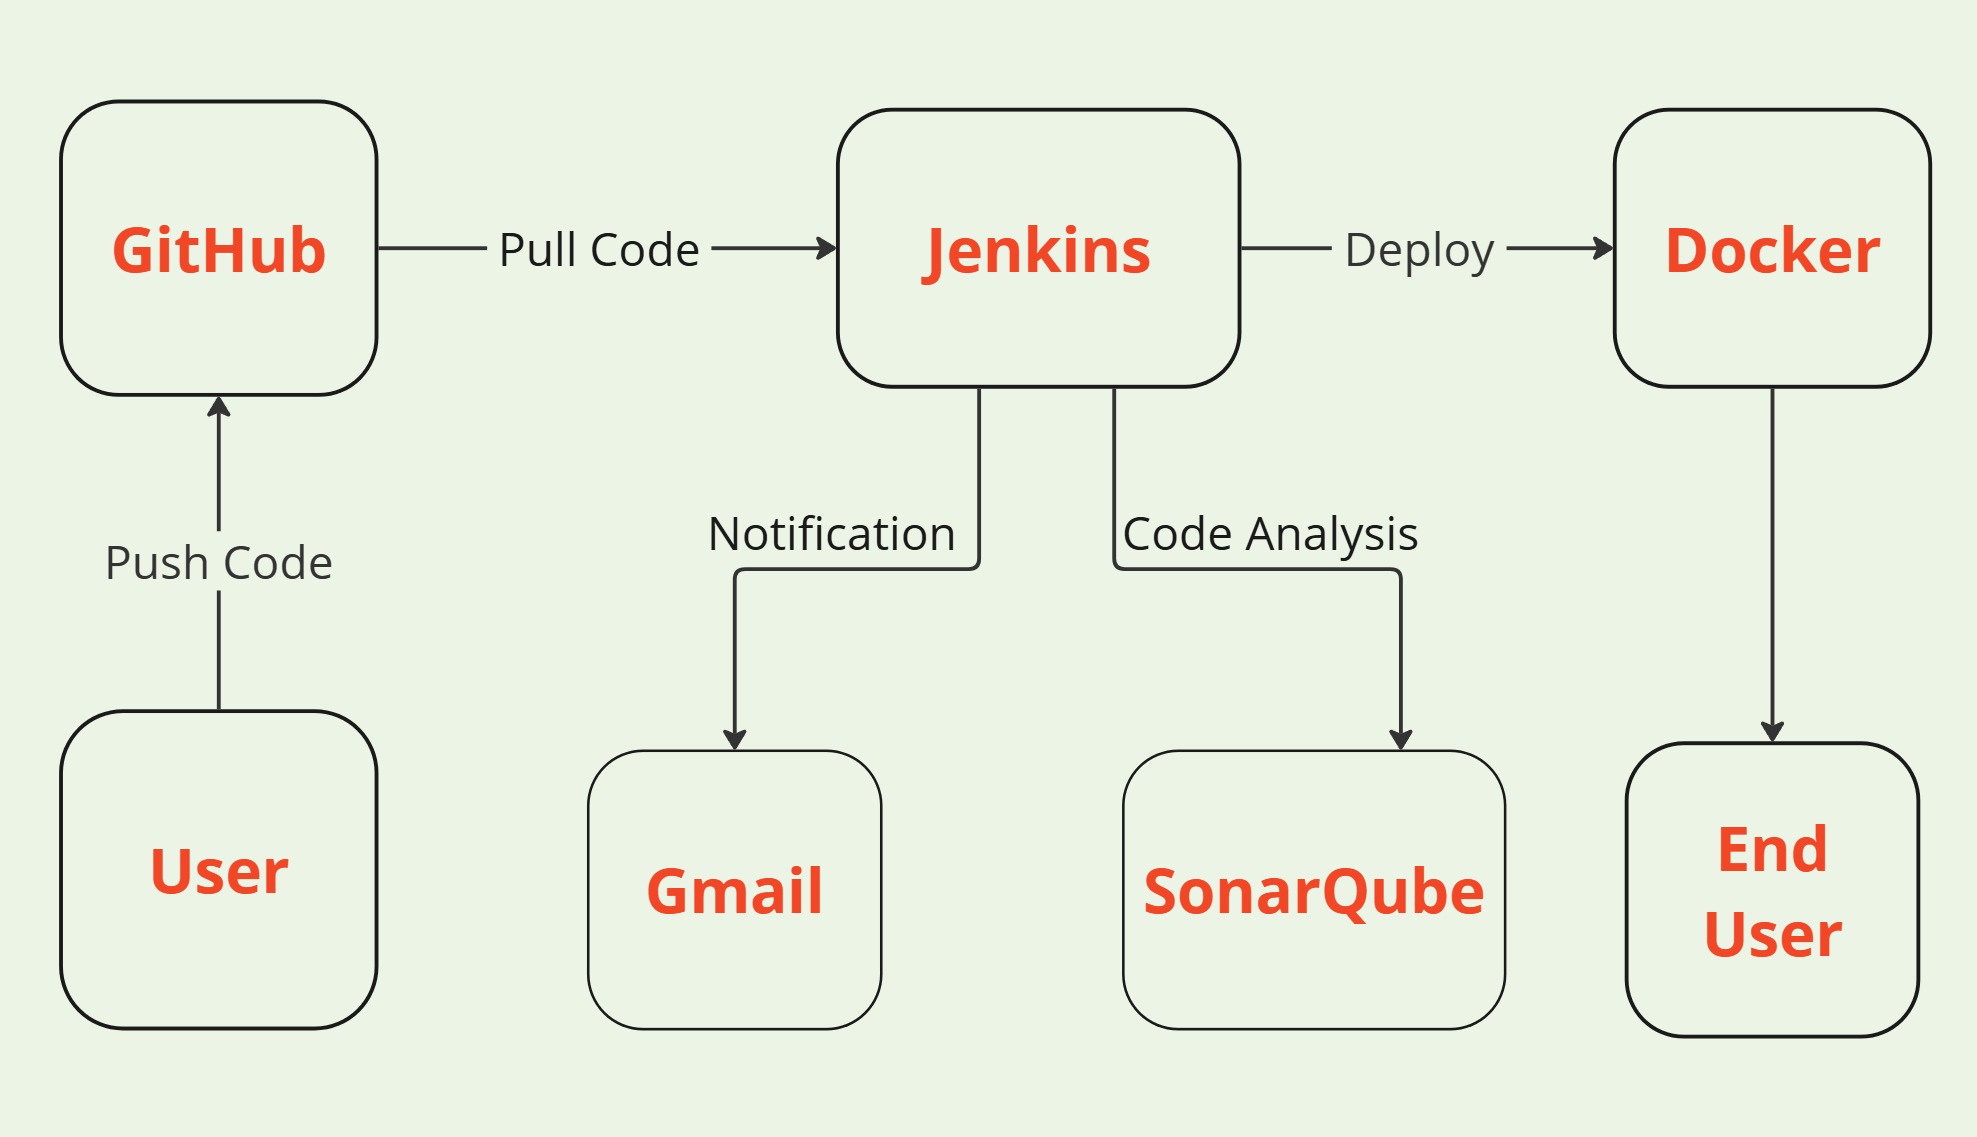 GitHub
Pull Code
Jenkins
Deploy
Docker
Push Code
Notification
Code Analysis
User
Gmail
SonarQube
End
User